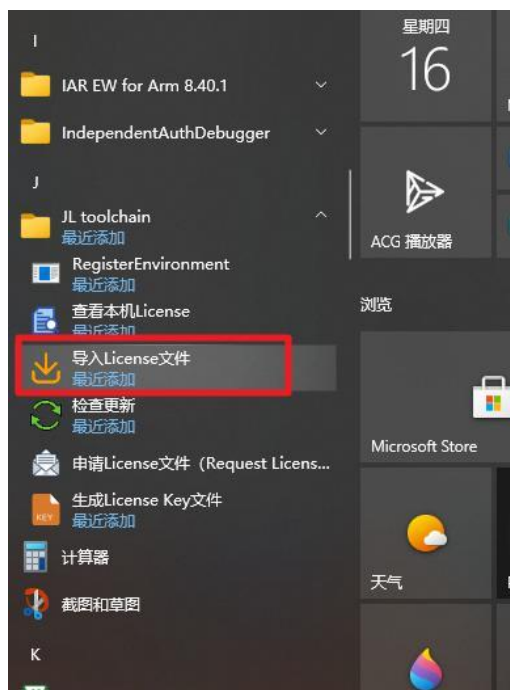 I
IAR EW for Arm 8.40.1
IndependentAuthDebugger
J
JL toolchain
最近添加
RegisterEnvironment
最近添加
查看本机License
最近添加
导入License文件
最近添加
检查更新
最近添加
申请License文件（Request Licens...
KEY
生成License Key文件
最近添加
计算器
截图和草图
K
星期四
16
ACG 播放器
浏览
Microsoft Store
天气